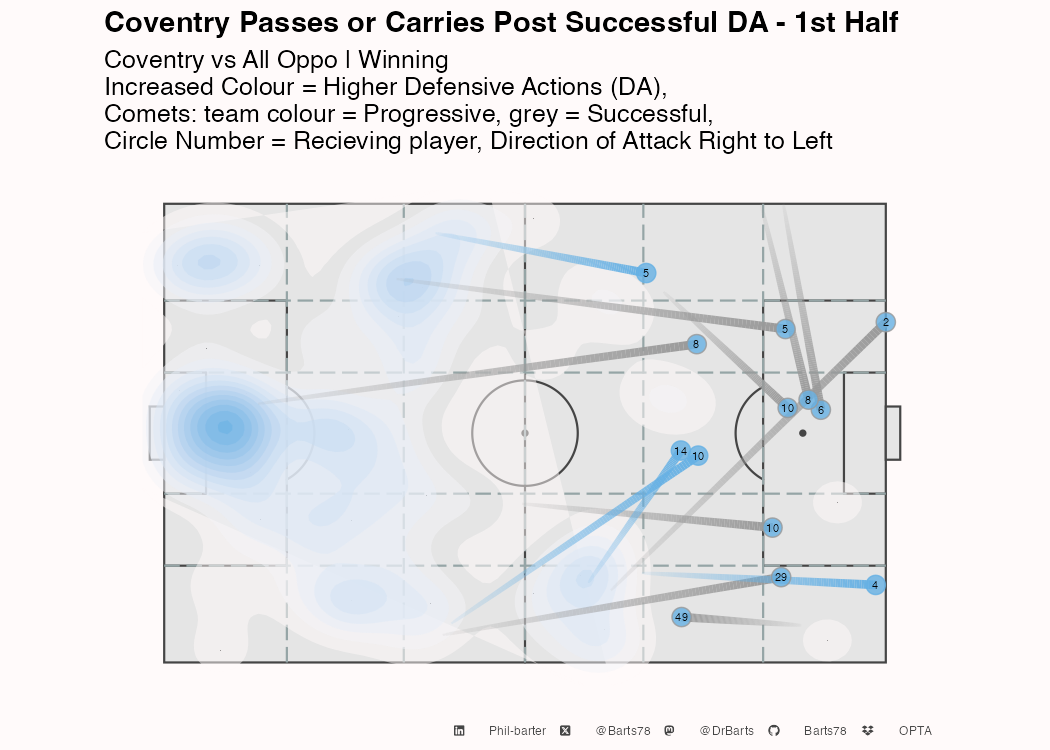 Coventry Passes or Carries Post Successful DA - 1st Half
Coventry vs All Oppo | Winning
Increased Colour = Higher Defensive Actions (DA),
Comets: team colour = Progressive, grey = Successful,
Circle Number = Recieving player, Direction of Attack Right to Left
5
2
5
8
8
10
6
14
10
10
29
4
49
Phil-barter @Barts78 @DrBarts Barts78 OPTA